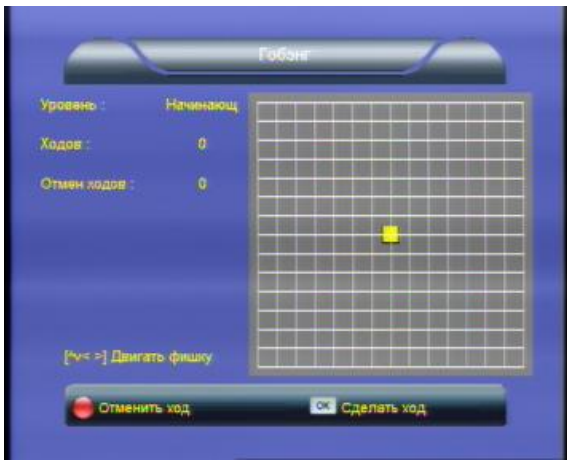 Гобэнг
Уровень : Начинающ
Ходов : 0
Отмен ходов : 0
[^v< >] Двигать фишку
Отменить ход OK Сделать ход